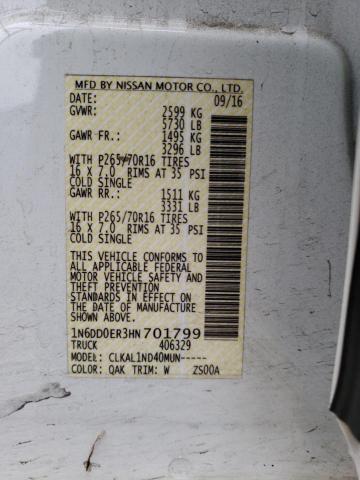 MFD BY NISSAN MOTOR CO., LTD.
DATE: 09/16
GVWR: 2599 KG
5730 LB
GAWR FR.: 1495 KG
3296 LB
WITH P265/70R16 TIRES
16 X 7.0 RIMS AT 35 PSI
COLD SINGLE
GAWR RR.: 1511 KG
3331 LB
WITH P265/70R16 TIRES
16 X 7.0 RIMS AT 35 PSI
COLD SINGLE
THIS VEHICLE CONFORMS TO
ALL APPLICABLE FEDERAL
MOTOR VEHICLE SAFETY AND
THEFT PREVENTION
STANDARDS IN EFFECT ON
THE DATE OF MANUFACTURE
SHOWN ABOVE.
1N6DD0ER3HN701799
TRUCK 406329
MODEL: CLKAL1ND40MUN-----
COLOR: QAK TRIM: W ZS00A